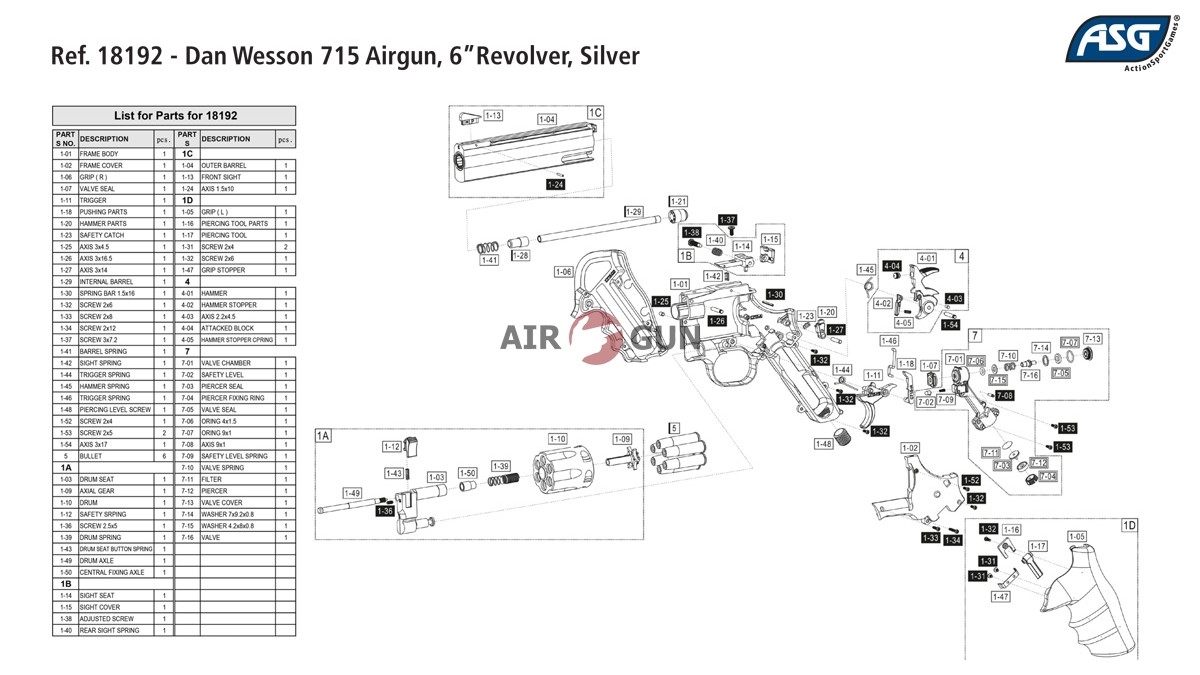 Ref. 18192 - Dan Wesson 715 Airgun, 6” Revolver, Silver
ASG
ActionSportGames®
List for Parts for 18192
PART S NO. DESCRIPTION pcs. PART S DESCRIPTION pcs.
1-01 FRAME BODY 1 1C
1-02 FRAME COVER 1 1-04 OUTER BARREL 1
1-06 GRIP ( R ) 1 1-13 FRONT SIGHT 1
1-07 VALVE SEAL 1 1-24 AXIS 1.5x10 1
1-11 TRIGGER 1 1D
1-18 PUSHING PARTS 1 1-05 GRIP ( L ) 1
1-20 HAMMER PARTS 1 1-16 PIERCING TOOL PARTS 1
1-23 SAFETY CATCH 1 1-17 PIERCING TOOL 1
1-25 AXIS 3x4.5 1 1-31 SCREW 2x4 2
1-26 AXIS 3x16.5 1 1-32 SCREW 2x6 1
1-27 AXIS 3x14 1 1-47 GRIP STOPPER 1
1-29 INTERNAL BARREL 1 4
1-30 SPRING BAR 1.5x16 1 4-01 HAMMER 1
1-32 SCREW 2x6 1 4-02 HAMMER STOPPER 1
1-33 SCREW 2x8 1 4-03 AXIS 2.2x4.5 1
1-34 SCREW 2x12 1 4-04 ATTACKED BLOCK 1
1-37 SCREW 3x7.2 1 4-05 HAMMER STOPPER CPRING 1
1-41 BARREL SPRING 1 7
1-42 SIGHT SPRING 1 7-01 VALVE CHAMBER 1
1-44 TRIGGER SPRING 1 7-02 SAFETY LEVEL 1
1-45 HAMMER SPRING 1 7-03 PIERCER SEAL 1
1-46 TRIGGER SPRING 1 7-04 PIERCER FIXING RING 1
1-48 PIERCING LEVEL SCREW 1 7-05 VALVE SEAL 1
1-52 SCREW 2x4 1 7-06 ORING 4x1.5 1
1-53 SCREW 2x5 2 7-07 ORING 9x1 1
1-54 AXIS 3x17 1 7-08 AXIS 9x1 1
5 BULLET 6 7-09 SAFETY LEVEL SPRING 1
1A 7-10 VALVE SPRING 1
1-03 DRUM SEAT 1 7-11 FILTER 1
1-09 AXIAL GEAR 1 7-12 PIERCER 1
1-10 DRUM 1 7-13 VALVE COVER 1
1-12 SAFETY SRPING 1 7-14 WASHER 7x9.2x0.8 1
1-36 SCREW 2.5x5 1 7-15 WASHER 4.2x8x0.8 1
1-39 DRUM SPRING 1 7-16 VALVE 1
1-43 DRUM SEAT BUTTON SPRING 1
1-49 DRUM AXLE 1
1-50 CENTRAL FIXING AXLE 1
1B
1-14 SIGHT SEAT 1
1-15 SIGHT COVER 1
1-38 ADJUSTED SCREW 1
1-40 REAR SIGHT SPRING 1
1-13 1-04 1C
1-24
1-21
1-29
1-41 1-28
1-37
1-38 1-40 1-14 1-15
1B
1-06 1-42 1-01
1-30
1-25 1-26
1-23 1-20
1-27
AIR GUN
1-45 4-04 4-01 4
4-02 4-03
4-05 1-54
1-46 7
1-32 1-18 1-07 7-01 7-06 7-10 7-14 7-07 7-13
7-15 7-16 7-05
1-44 1-11
1-32 7-02 7-09 7-08
1-32
1-48
1-53
1-53
7-11
7-03 7-12
7-04
1-02
1-52
1-32
1-33 1-34
1A
1-12 1-10 1-09 5
1-43 1-03 1-50 1-39
1-49
1-36
1D
1-32 1-16 1-05
1-17
1-31
1-31
1-47